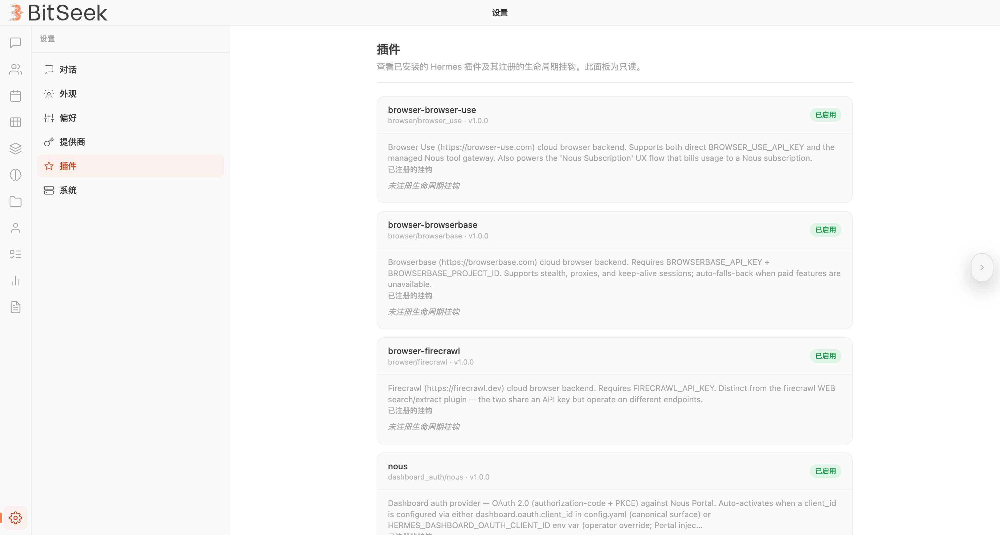 BitSeek
设置
设置
对话
外观
偏好
提供商
插件
系统
插件
查看已安装的 Hermes 插件及其注册的生命周期挂钩。此面板为只读。
browser-browser-use
browser/browser_use · v1.0.0
已启用
Browser Use (https://browser-use.com) cloud browser backend. Supports both direct BROWSER_USE_API_KEY and the
managed Nous tool gateway. Also powers the 'Nous Subscription' UX flow that bills usage to a Nous subscription.
已注册的挂钩
未注册生命周期挂钩
browser-browserbase
browser/browserbase · v1.0.0
已启用
Browserbase (https://browserbase.com) cloud browser backend. Requires BROWSERBASE_API_KEY +
BROWSERBASE_PROJECT_ID. Supports stealth, proxies, and keep-alive sessions; auto-falls-back when paid features are
unavailable.
已注册的挂钩
未注册生命周期挂钩
browser-firecrawl
browser/firecrawl · v1.0.0
已启用
Firecrawl (https://firecrawl.dev) cloud browser backend. Requires FIRECRAWL_API_KEY. Distinct from the firecrawl WEB
search/extract plugin — the two share an API key but operate on different endpoints.
已注册的挂钩
未注册生命周期挂钩
nous
dashboard_auth/nous · v1.0.0
已启用
Dashboard auth provider — OAuth 2.0 (authorization-code + PKCE) against Nous Portal. Auto-activates when a client_id
is configured via either dashboard.oauth.client_id in config.yaml (canonical surface) or
HERMES_DASHBOARD_OAUTH_CLIENT_ID env var (operator override; Portal injec...